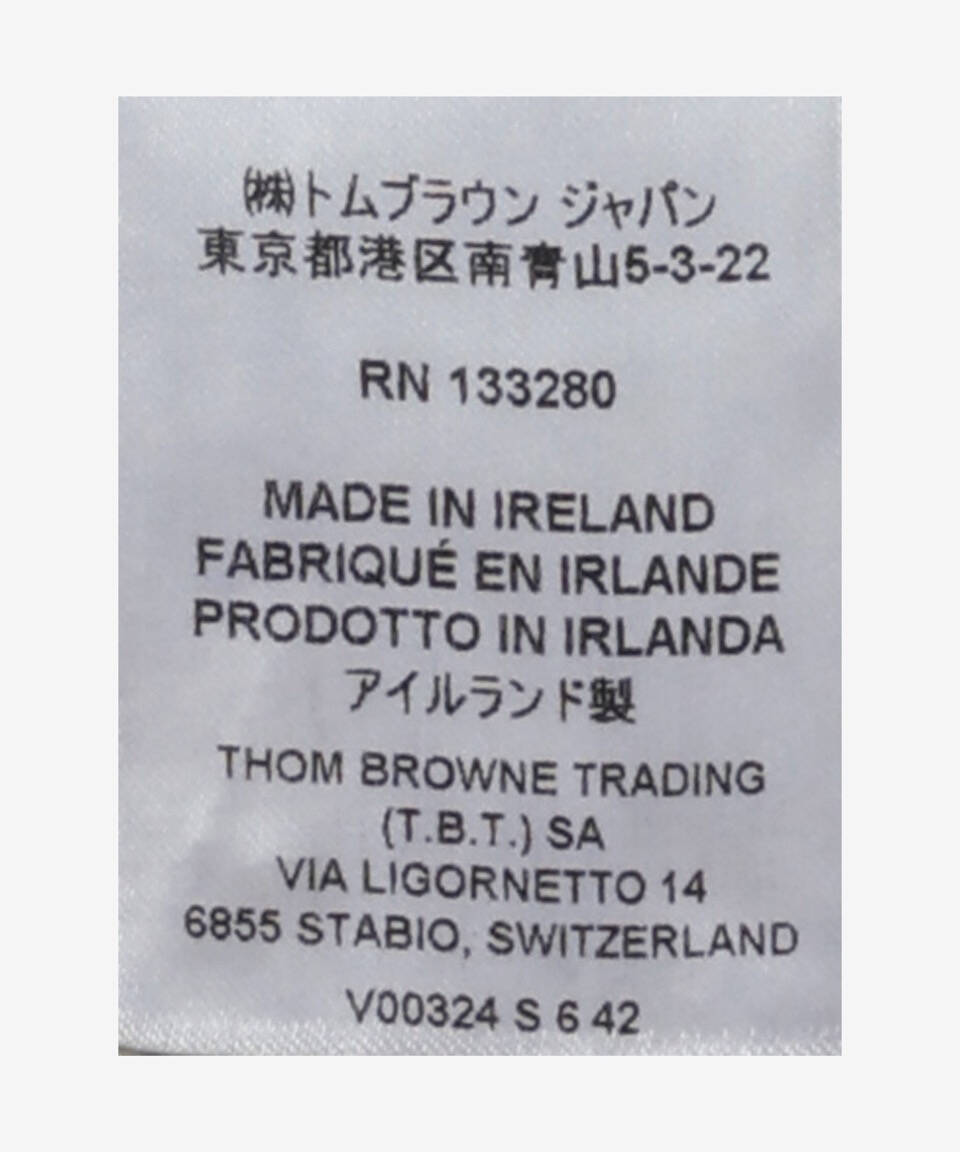 ㈱トムブラウン ジャパン
東京都港区南青山5-3-22
RN 133280
MADE IN IRELAND
FABRIQUÉ EN IRLANDE
PRODOTTO IN IRLANDA
アイルランド製
THOM BROWNE TRADING
(T.B.T.) SA
VIA LIGORNETTO 14
6855 STABIO, SWITZERLAND
V00324 S 6 42